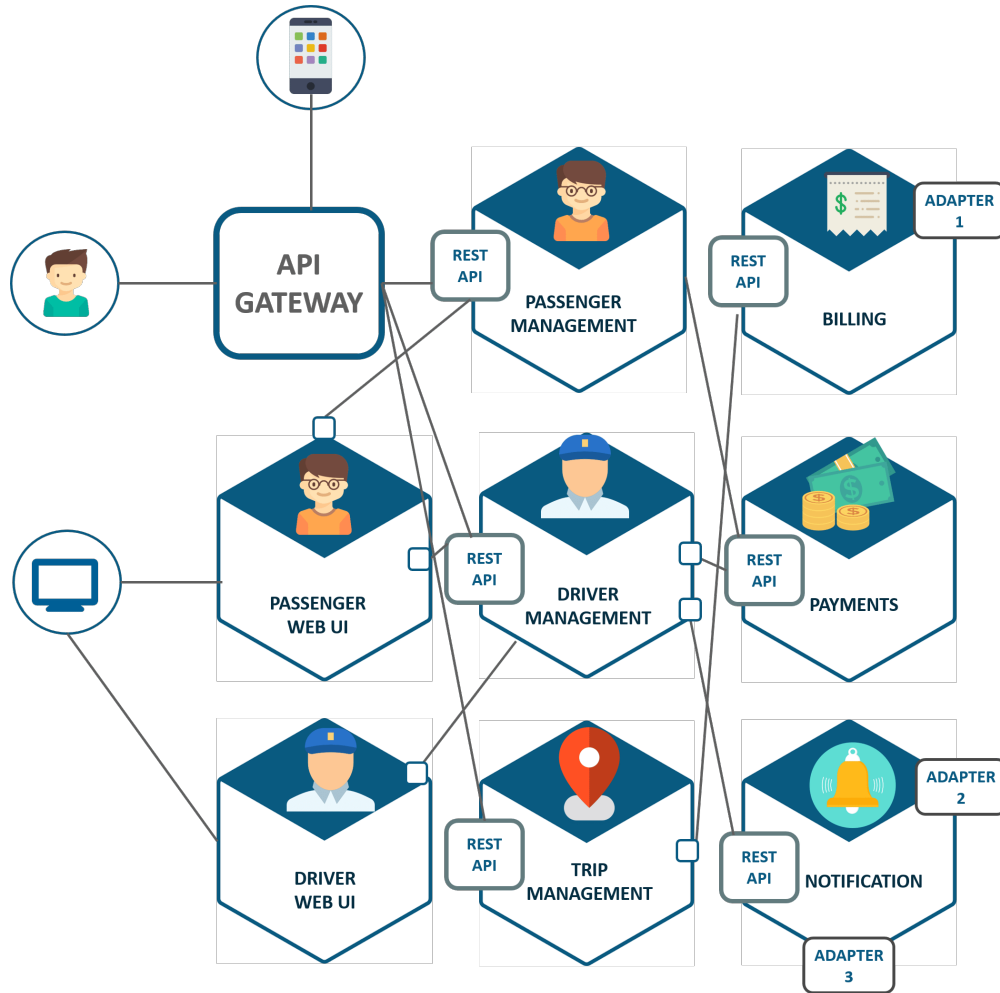 API
GATEWAY
REST
API
PASSENGER
MANAGEMENT
REST
API
BILLING
ADAPTER
1
PASSENGER
WEB UI
REST
API
DRIVER
MANAGEMENT
REST
API
PAYMENTS
DRIVER
WEB UI
REST
API
TRIP
MANAGEMENT
REST
API
NOTIFICATION
ADAPTER
2
ADAPTER
3